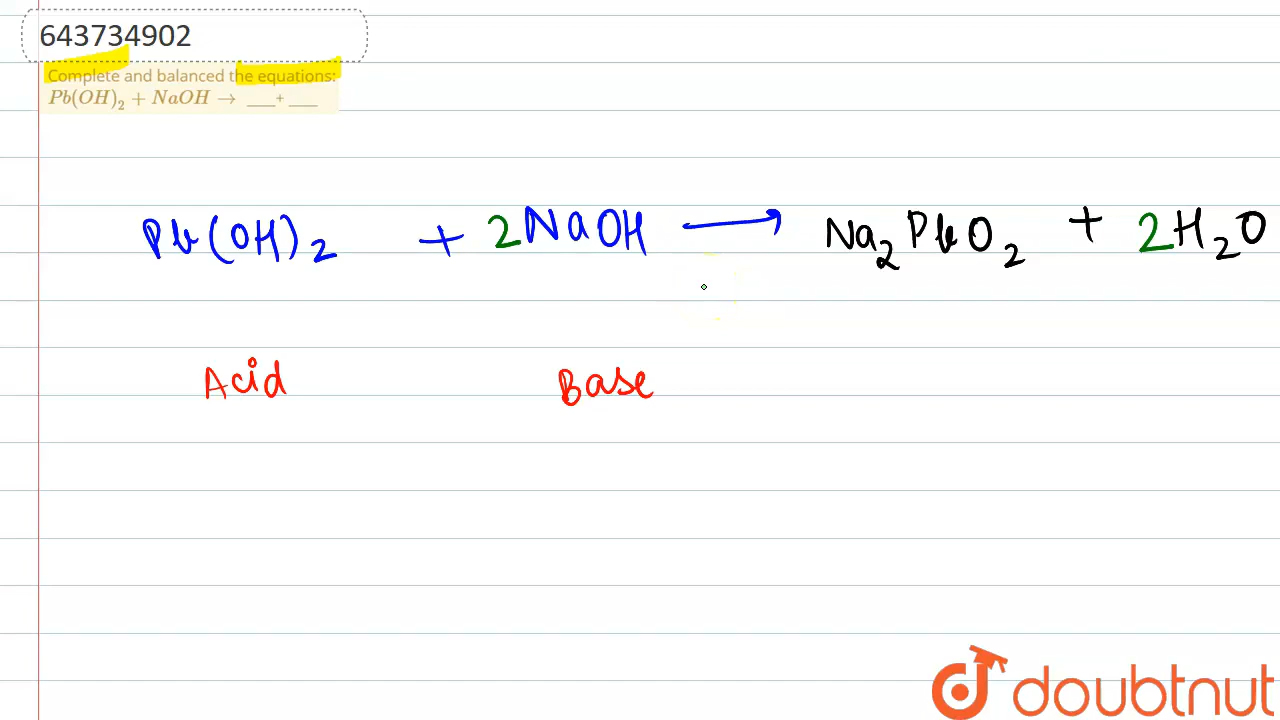 643734902
Complete and balanced the equations:
Pb(OH)₂ + NaOH → ___+ ___
Pb(OH)₂ + 2NaOH → Na₂PbO₂ + 2H₂O
Acid Base
doubtnut